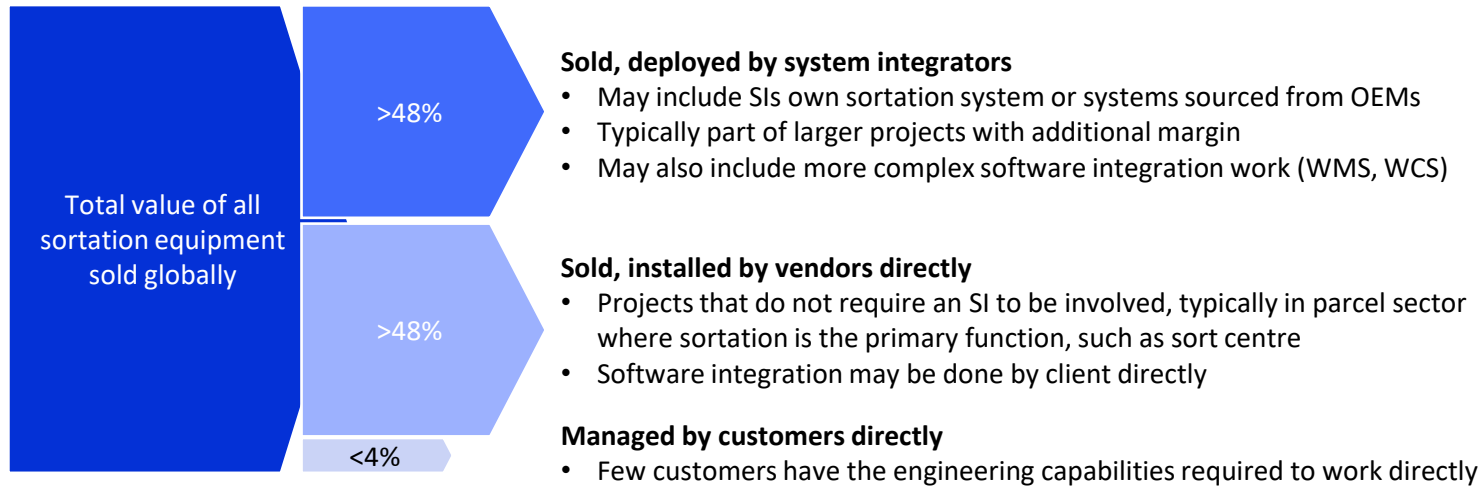 Total value of all
sortation equipment
sold globally
>48%
Sold, deployed by system integrators
• May include SIs own sortation system or systems sourced from OEMs
• Typically part of larger projects with additional margin
• May also include more complex software integration work (WMS, WCS)
>48%
Sold, installed by vendors directly
• Projects that do not require an SI to be involved, typically in parcel sector
where sortation is the primary function, such as sort centre
• Software integration may be done by client directly
<4%
Managed by customers directly
• Few customers have the engineering capabilities required to work directly